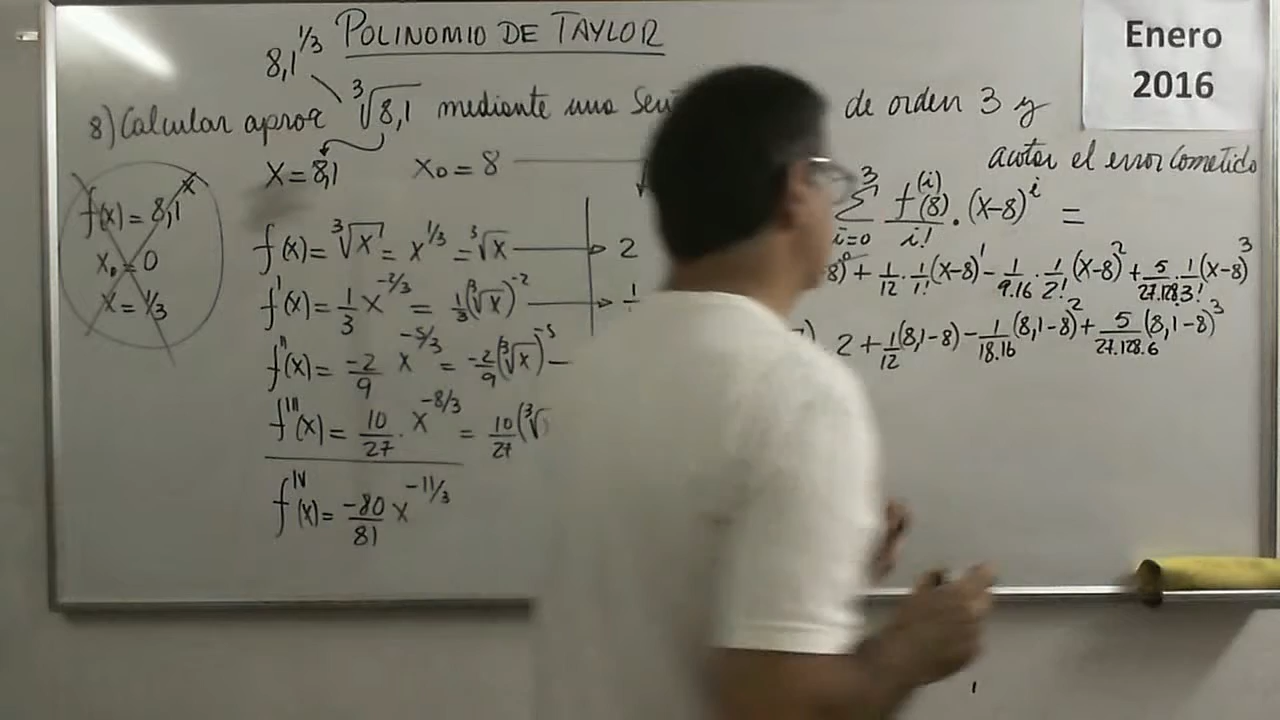 POLINOMIO DE TAYLOR
Enero
2016
8,1^1/3
8) Calcular aprox ∛8,1 mediante una de orden 3 y
acotar el error cometido
x = 8,1 x₀ = 8
f(x) = 8,1^x
x₀ = 0
x = 1/3
f(x) = ∛x = x^1/3 = ∛x 2
f'(x) = 1/3 x^-2/3 = 1/3 (∛x)^-2
f''(x) = -2/9 x^-5/3 = -2/9 (∛x)^-5
f'''(x) = 10/27 . x^-8/3 = 10/27 (∛
f^IV(x) = -80/81 x^-11/3
3 Σ i=0 f^(i)(8)/i! . (x-8)^i =
8)^0 + 1/12 . 1/1! (x-8)^1 - 1/9.16 . 1/2! (x-8)^2 + 5/27.128 . 1/3! (x-8)^3
2 + 1/12 (8,1-8) - 1/18.16 (8,1-8)^2 + 5/27.128.6 (8,1-8)^3